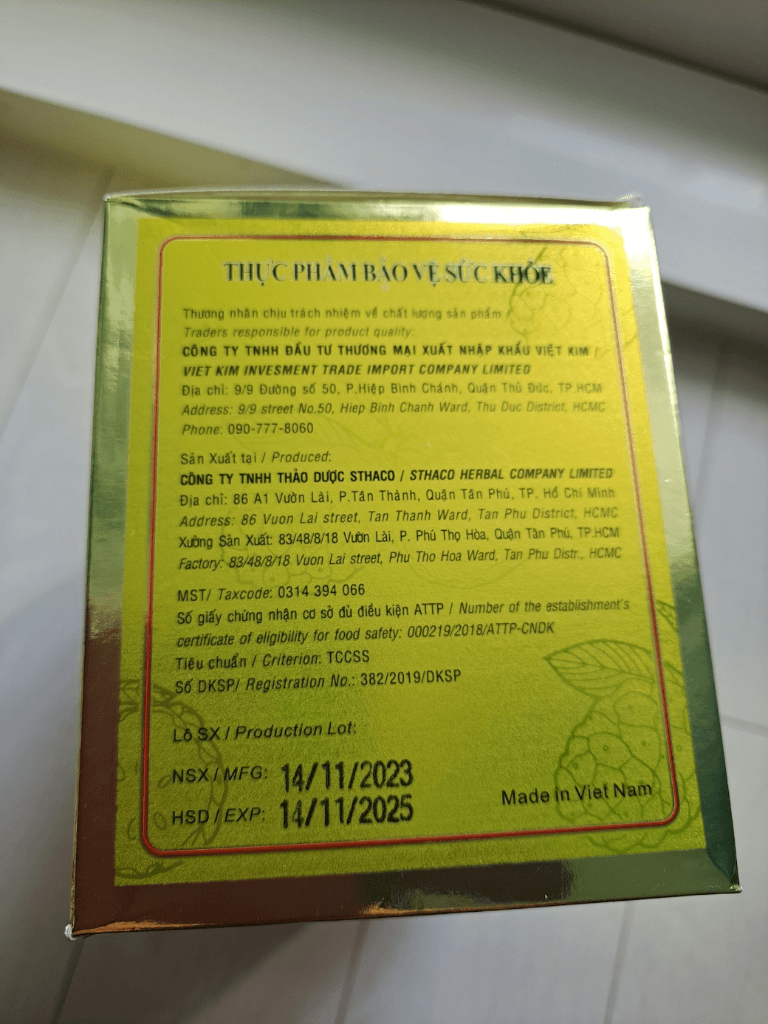 THỰC PHẨM BẢO VỆ SỨC KHỎE
Thương nhân chịu trách nhiệm về chất lượng sản phẩm /
Traders responsible for product quality:
CÔNG TY TNHH ĐẦU TƯ THƯƠNG MẠI XUẤT NHẬP KHẨU VIỆT KIM /
VIET KIM INVESMENT TRADE IMPORT COMPANY LIMITED
Địa chỉ: 9/9 Đường số 50, P.Hiệp Bình Chánh, Quận Thủ Đức, TP.HCM
Address: 9/9 street No.50, Hiep Binh Chanh Ward, Thu Duc District, HCMC
Phone: 090-777-8060
Sản Xuất tại / Produced:
CÔNG TY TNHH THẢO DƯỢC STHACO / STHACO HERBAL COMPANY LIMITED
Địa chỉ: 86 A1 Vườn Lài, P.Tân Thành, Quận Tân Phú, TP. Hồ Chí Minh
Address: 86 Vuon Lai street, Tan Thanh Ward, Tan Phu District, HCMC
Xưởng Sản Xuất: 83/48/8/18 Vườn Lài, P. Phú Thọ Hòa, Quận Tân Phú, TP.HCM
Factory: 83/48/8/18 Vuon Lai street, Phu Tho Hoa Ward, Tan Phu Distr., HCMC
MST/ Taxcode: 0314 394 066
Số giấy chứng nhận cơ sở đủ điều kiện ATTP / Number of the establishment's
certificate of eligibility for food safety: 000219/2018/ATTP-CNDK
Tiêu chuẩn / Criterion: TCCSS
Số DKSP/ Registration No.: 382/2019/DKSP
Lô SX / Production Lot:
NSX / MFG: 14/11/2023
HSD / EXP: 14/11/2025
Made in Viet Nam